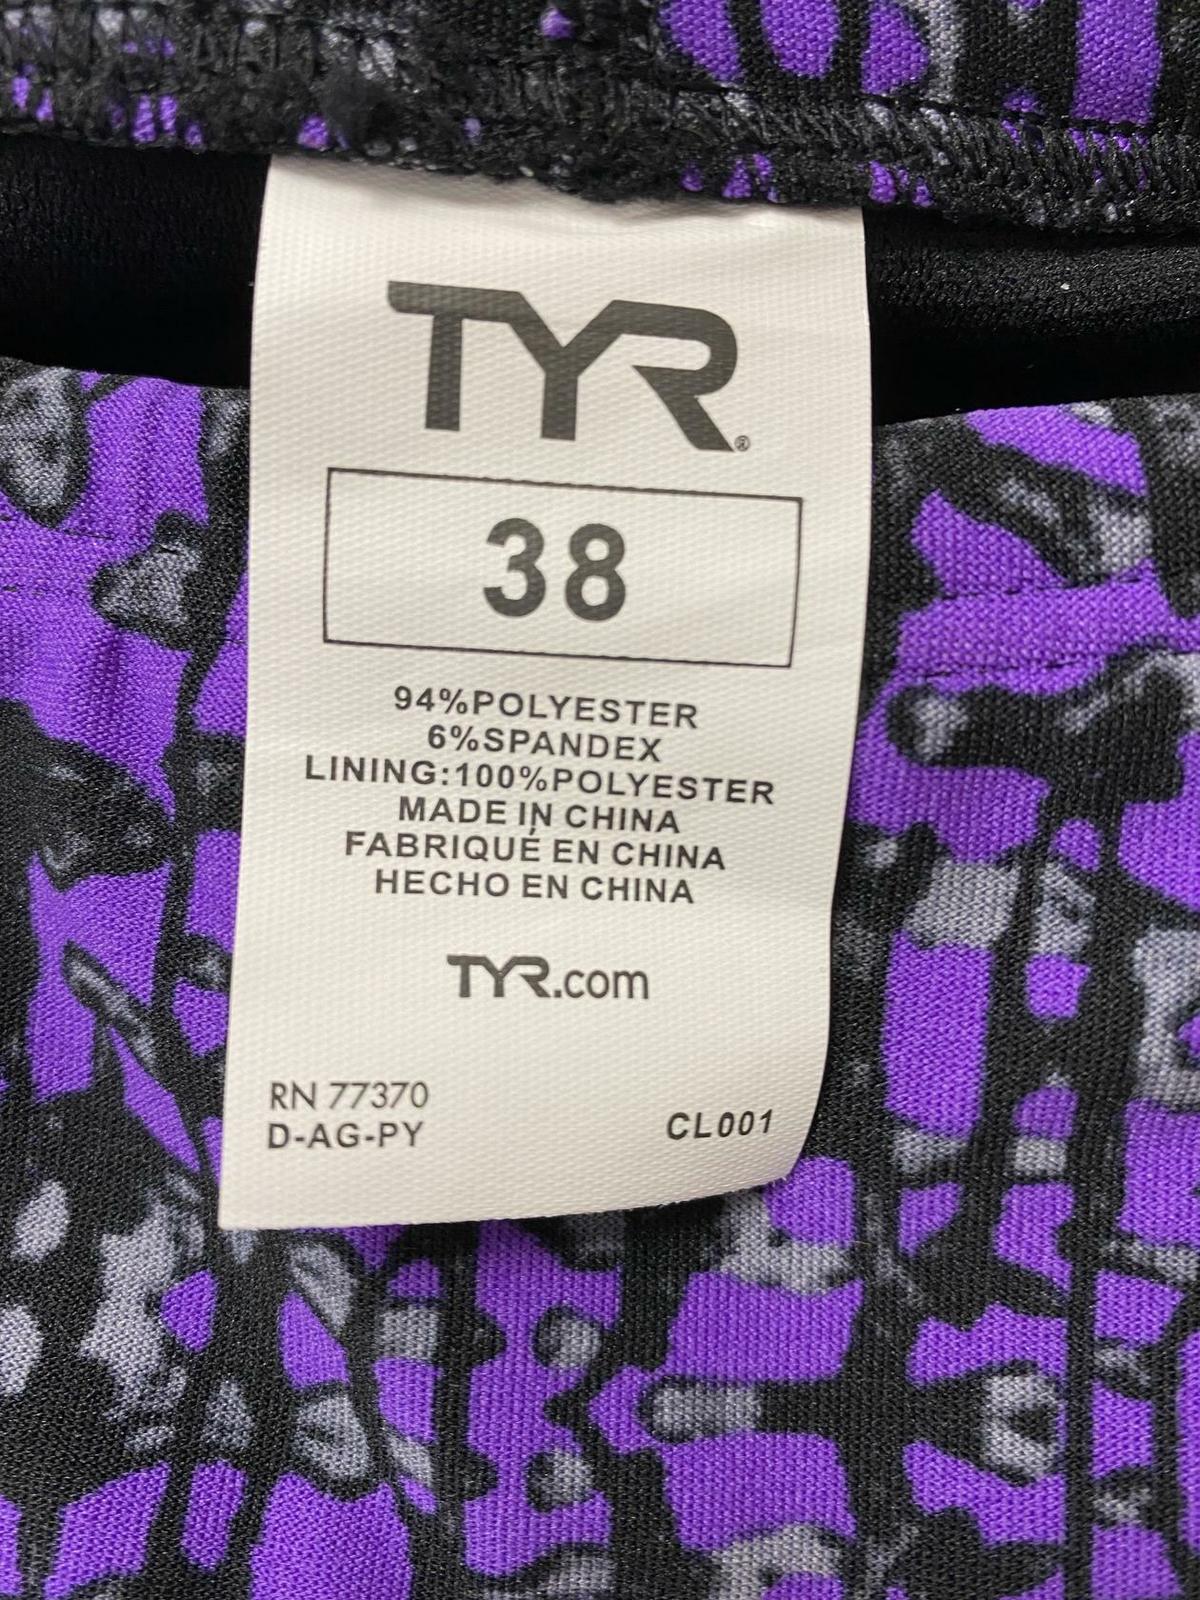 TYR®
38
94%POLYESTER
6%SPANDEX
LINING:100%POLYESTER
MADE IN CHINA
FABRIQUÉ EN CHINA
HECHO EN CHINA
TYR.com
RN 77370
D-AG-PY
CL001